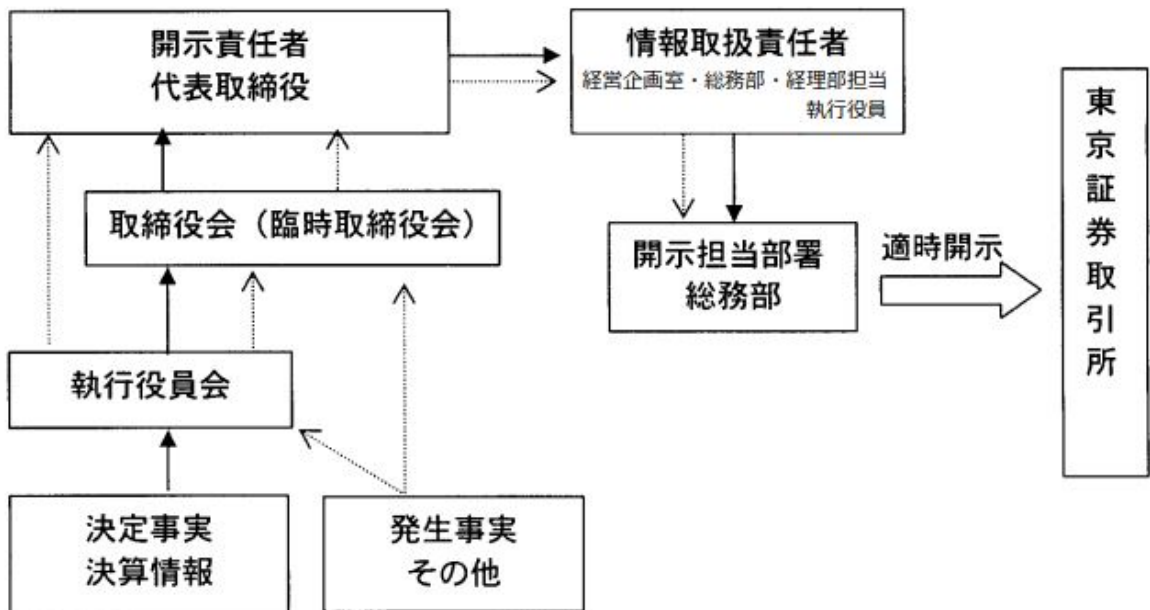 開示責任者
代表取締役
情報取扱責任者
経営企画室・総務部・経理部担当
執行役員
東京証券取引所
取締役会（臨時取締役会）
開示担当部署
総務部
適時開示
執行役員会
決定事実
決算情報
発生事実
その他